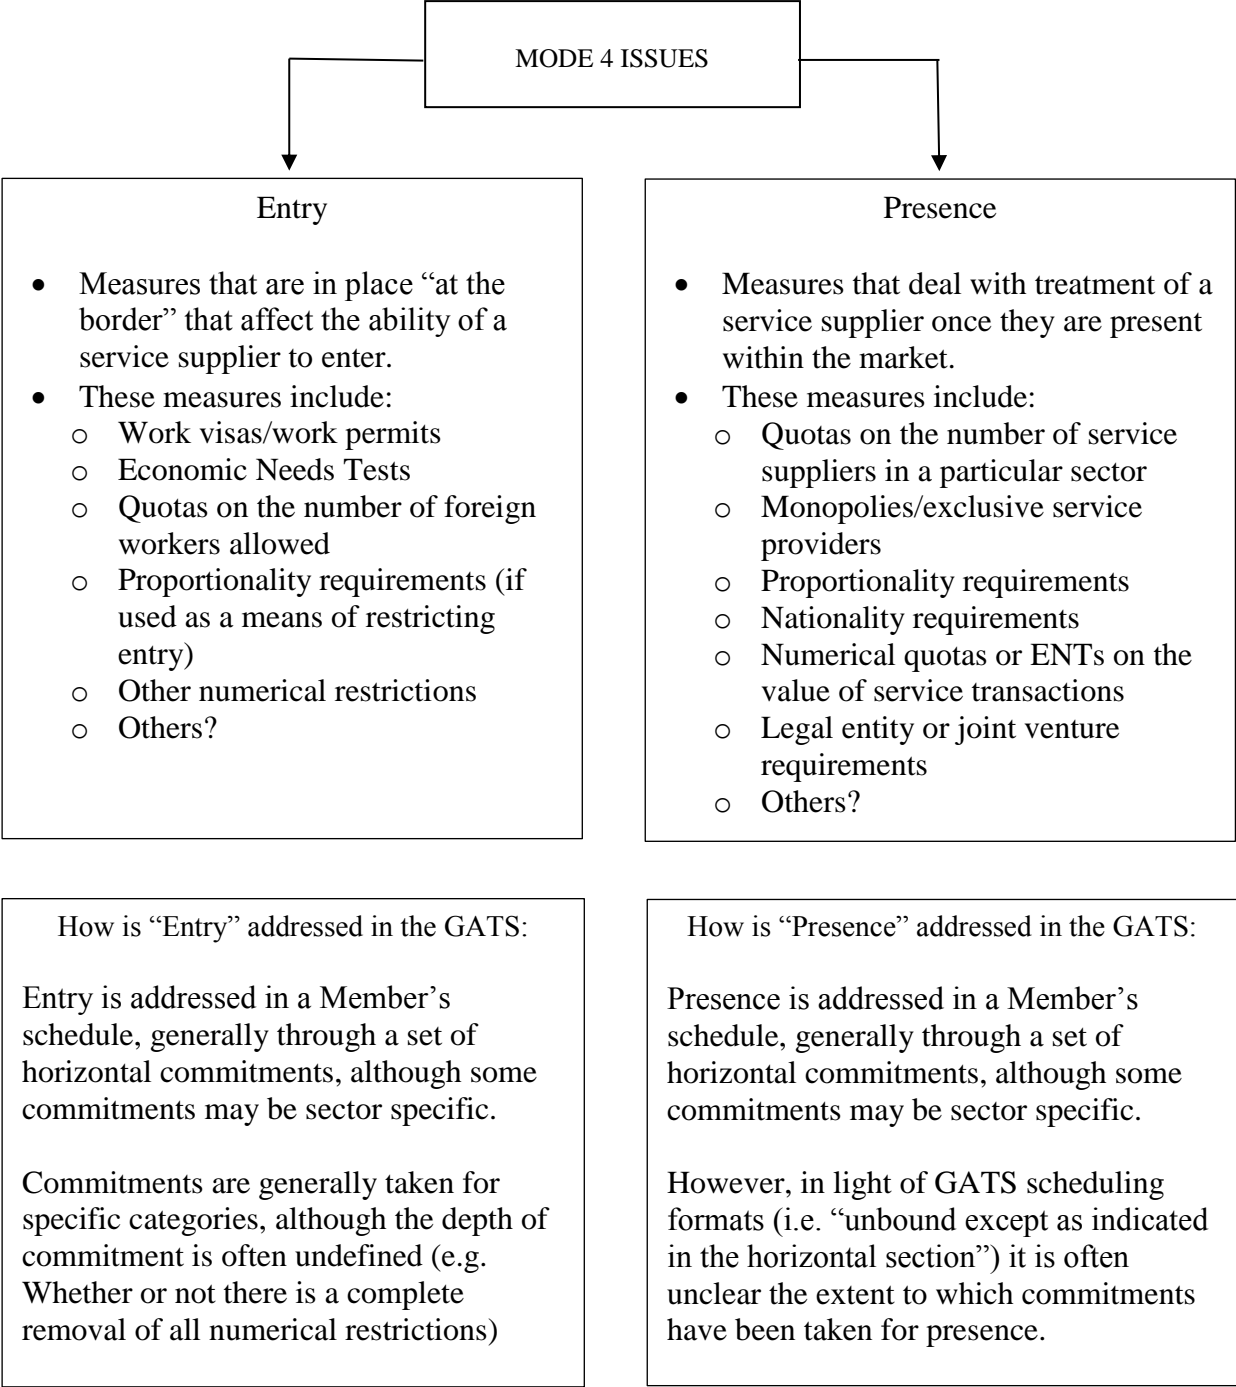 MODE 4 ISSUES
Entry
• Measures that are in place “at the
border” that affect the ability of a
service supplier to enter.
• These measures include:
o Work visas/work permits
o Economic Needs Tests
o Quotas on the number of foreign
workers allowed
o Proportionality requirements (if
used as a means of restricting
entry)
o Other numerical restrictions
o Others?
Presence
• Measures that deal with treatment of a
service supplier once they are present
within the market.
• These measures include:
o Quotas on the number of service
suppliers in a particular sector
o Monopolies/exclusive service
providers
o Proportionality requirements
o Nationality requirements
o Numerical quotas or ENTs on the
value of service transactions
o Legal entity or joint venture
requirements
o Others?
How is “Entry” addressed in the GATS:
Entry is addressed in a Member’s
schedule, generally through a set of
horizontal commitments, although some
commitments may be sector specific.
Commitments are generally taken for
specific categories, although the depth of
commitment is often undefined (e.g.
Whether or not there is a complete
removal of all numerical restrictions)
How is “Presence” addressed in the GATS:
Presence is addressed in a Member’s
schedule, generally through a set of
horizontal commitments, although some
commitments may be sector specific.
However, in light of GATS scheduling
formats (i.e. “unbound except as indicated
in the horizontal section”) it is often
unclear the extent to which commitments
have been taken for presence.